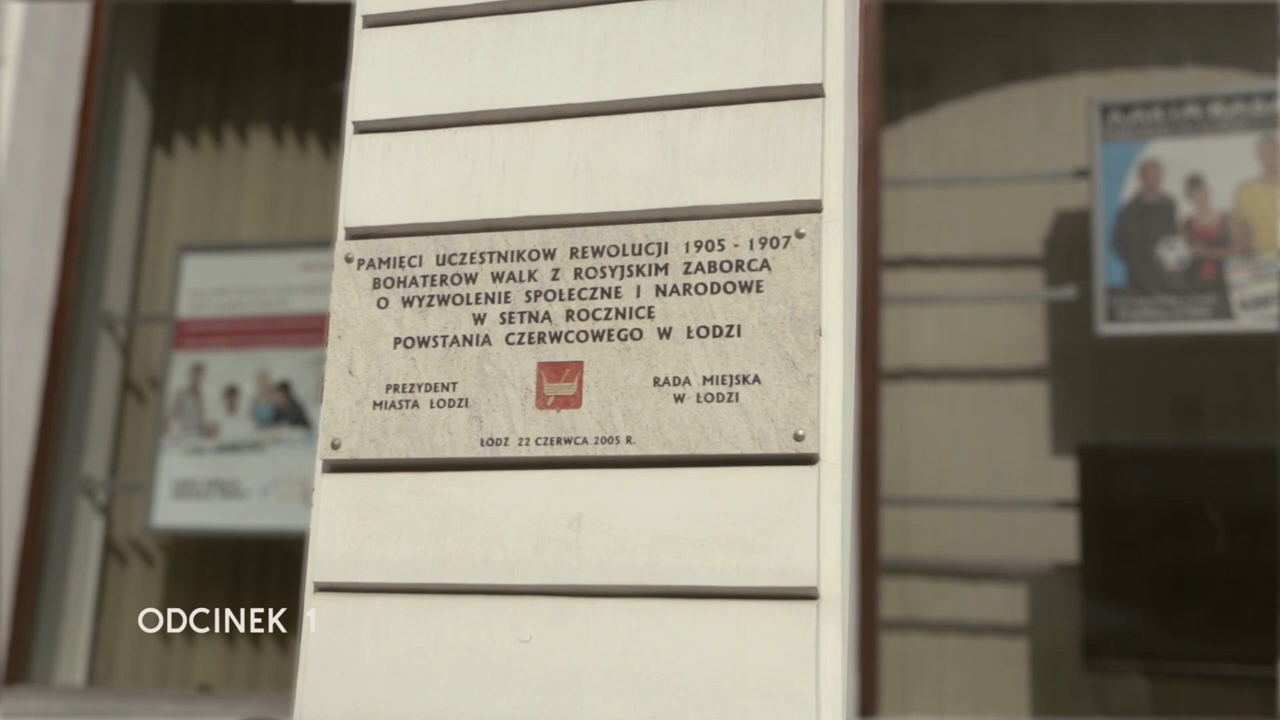 PAMIĘCI UCZESTNIKÓW REWOLUCJI 1905 - 1907
BOHATERÓW WALK Z ROSYJSKIM ZABORCĄ
O WYZWOLENIE SPOŁECZNE I NARODOWE
W SETNĄ ROCZNICĘ
POWSTANIA CZERWCOWEGO W ŁODZI
PREZYDENT
MIASTA ŁODZI
RADA MIEJSKA
W ŁODZI
ŁÓDŹ 22 CZERWCA 2005 R.
ODCINEK 1